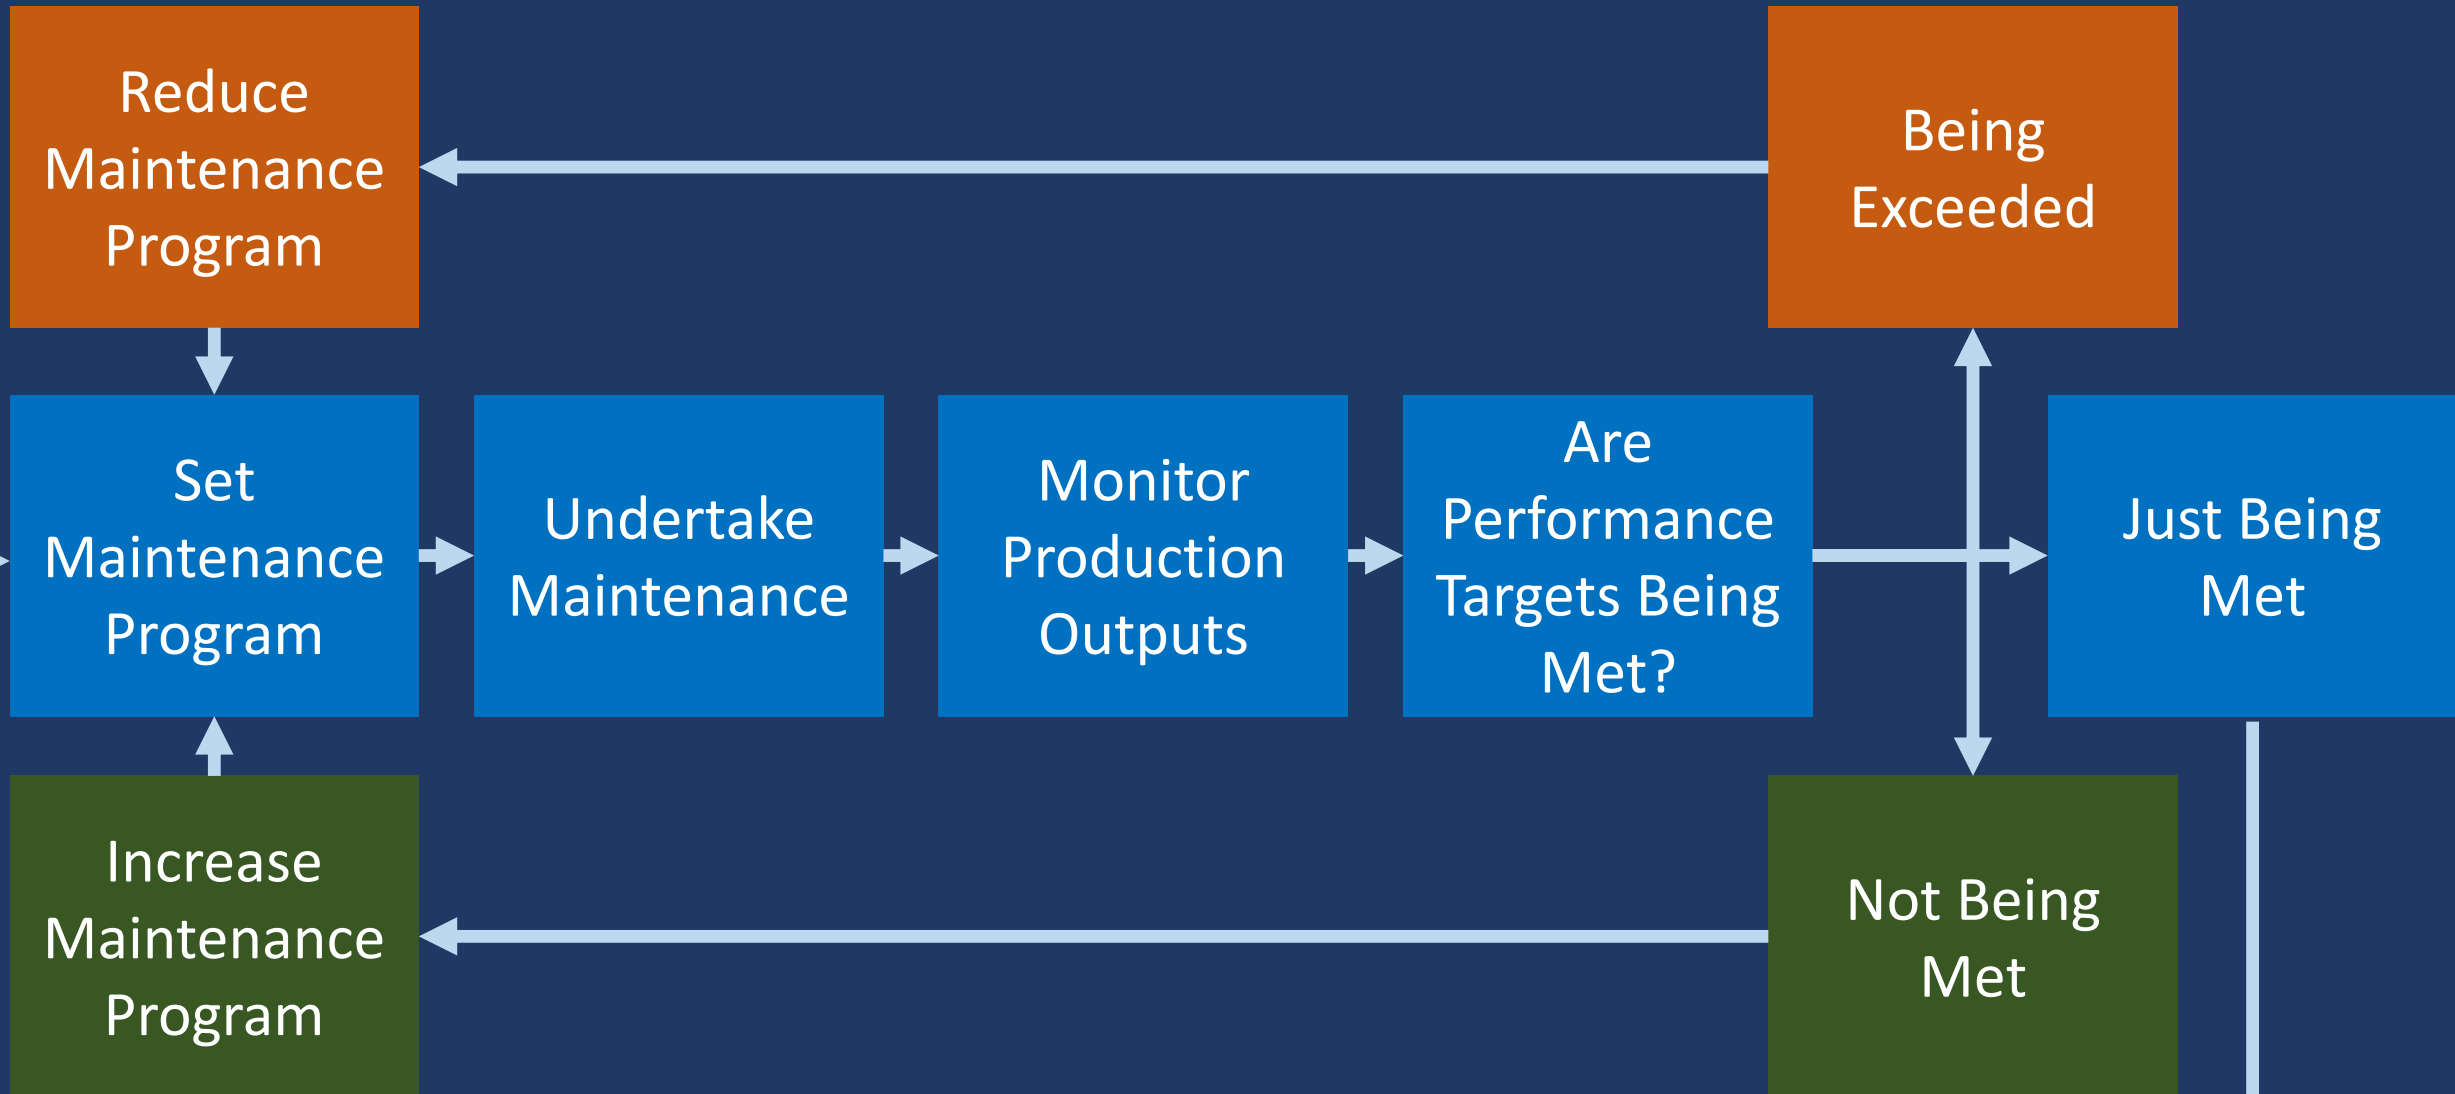 Reduce
Maintenance
Program
Being
Exceeded
Set
Maintenance
Program
Undertake
Maintenance
Monitor
Production
Outputs
Are
Performance
Targets Being
Met?
Just Being
Met
Increase
Maintenance
Program
Not Being
Met